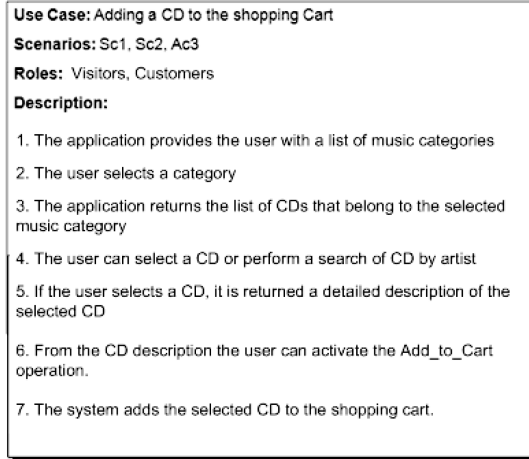 Use Case: Adding a CD to the shopping Cart
Scenarios: Sc1, Sc2, Ac3
Roles: Visitors, Customers
Description:
1. The application provides the user with a list of music categories
2. The user selects a category
3. The application returns the list of CDs that belong to the selected
music category
4. The user can select a CD or perform a search of CD by artist
5. If the user selects a CD, it is returned a detailed description of the
selected CD
6. From the CD description the user can activate the Add_to_Cart
operation.
7. The system adds the selected CD to the shopping cart.